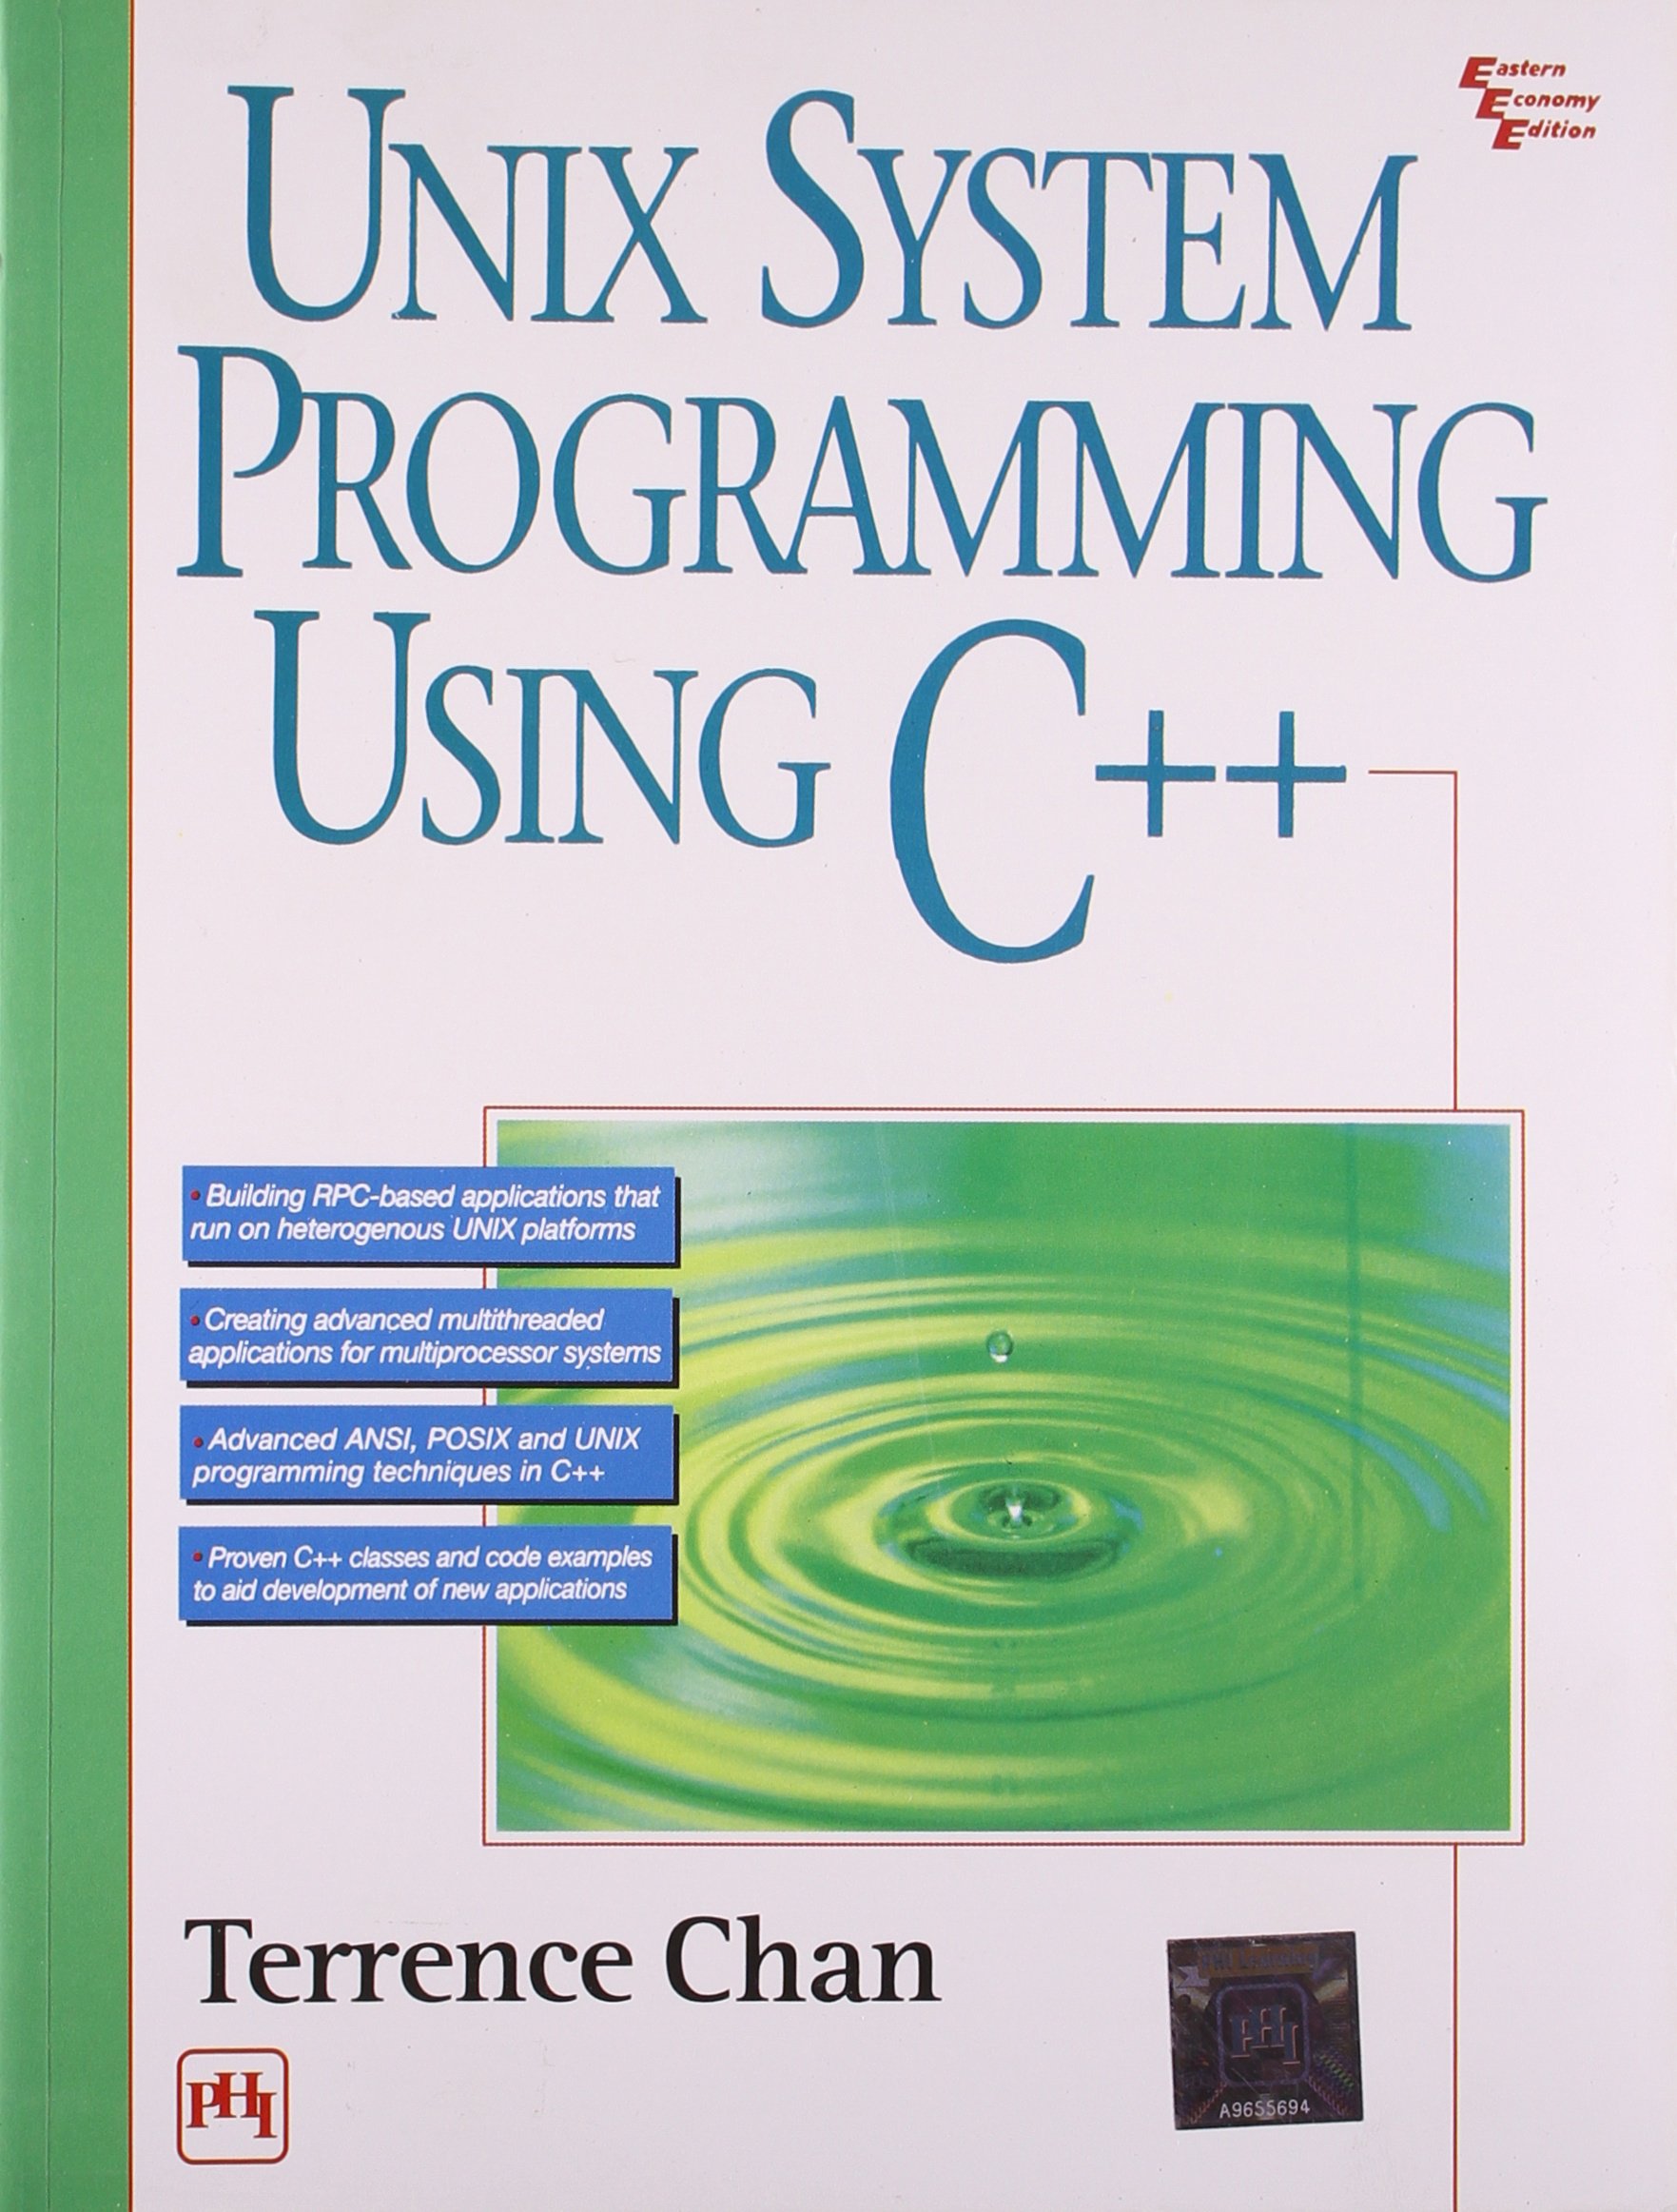 Eastern
Economy
Edition
UNIX SYSTEM
PROGRAMMING
USING C++
• Building RPC-based applications that
run on heterogenous UNIX platforms
• Creating advanced multithreaded
applications for multiprocessor systems
• Advanced ANSI, POSIX and UNIX
programming techniques in C++
• Proven C++ classes and code examples
to aid development of new applications
Terrence Chan
PHI
PHI
A96S5694